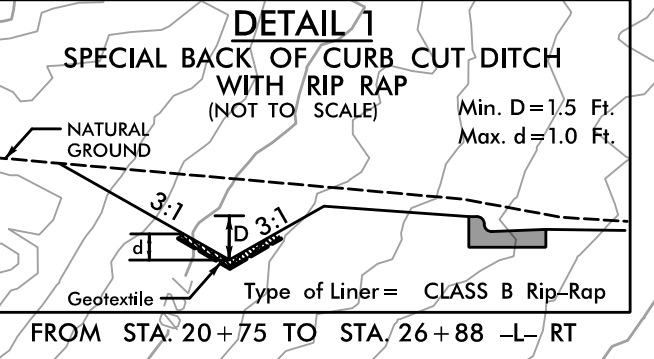 DETAIL 1
SPECIAL BACK OF CURB CUT DITCH
WITH RIP RAP
(NOT TO SCALE)
Min. D=1.5 Ft.
Max. d=1.0 Ft.
NATURAL
GROUND
3:1
3:1
D
d
Geotextile
Type of Liner= CLASS B Rip-Rap
FROM STA. 20+75 TO STA. 26+88 -L- RT